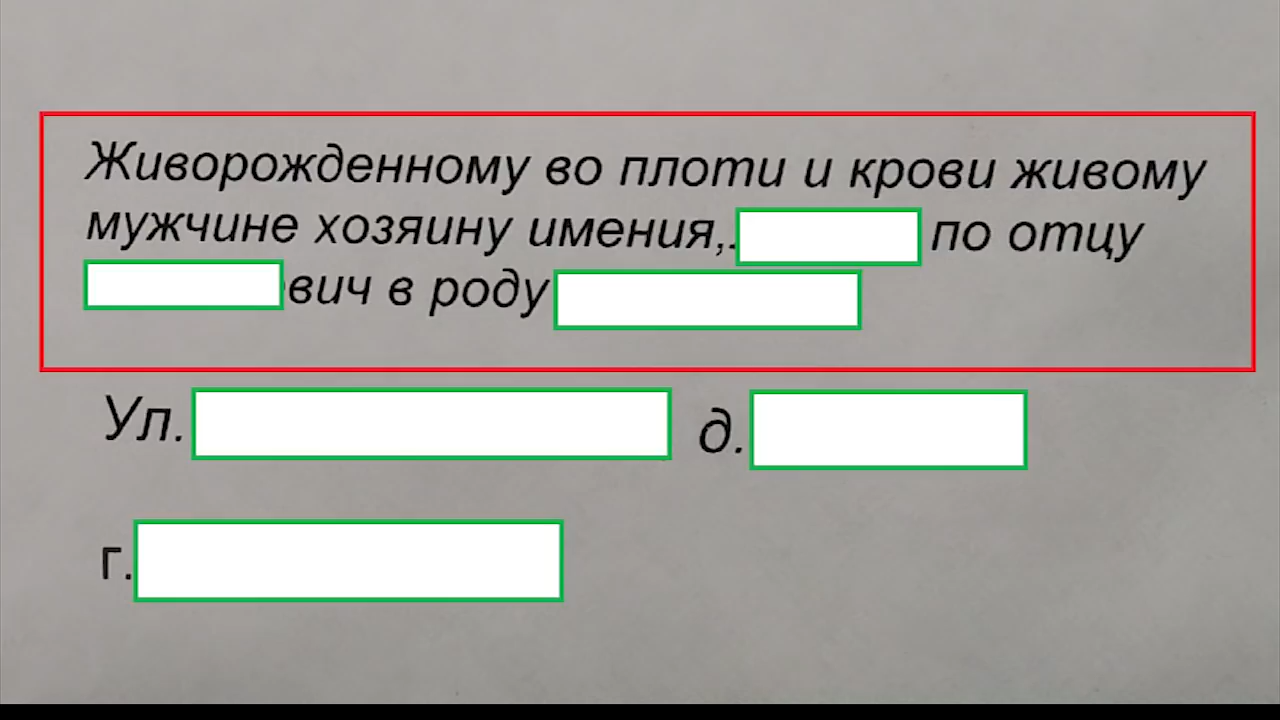 Живорожденному во плоти и крови живому
мужчине хозяину имения,. по отцу
вич в роду
Ул. д.
г.